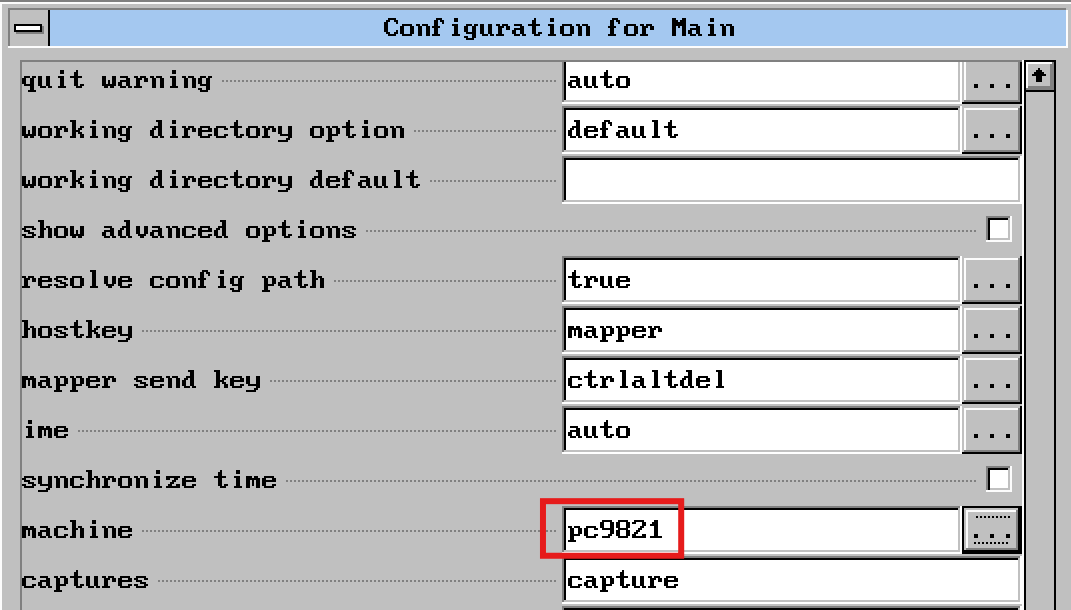 Configuration for Main
quit warning auto ...
working directory option default ...
working directory default
show advanced options
resolve config path true ...
hostkey mapper ...
mapper send key ctrlaltdel ...
ime auto ...
synchronize time
machine pc9821 ...
captures capture